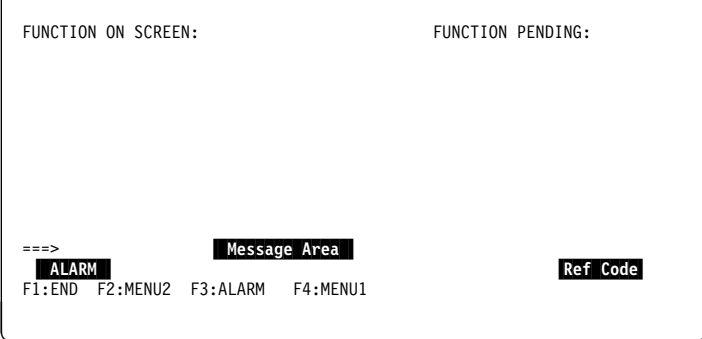 FUNCTION ON SCREEN: FUNCTION PENDING:
===> Message Area
ALARM Ref Code
F1:END F2:MENU2 F3:ALARM F4:MENU1